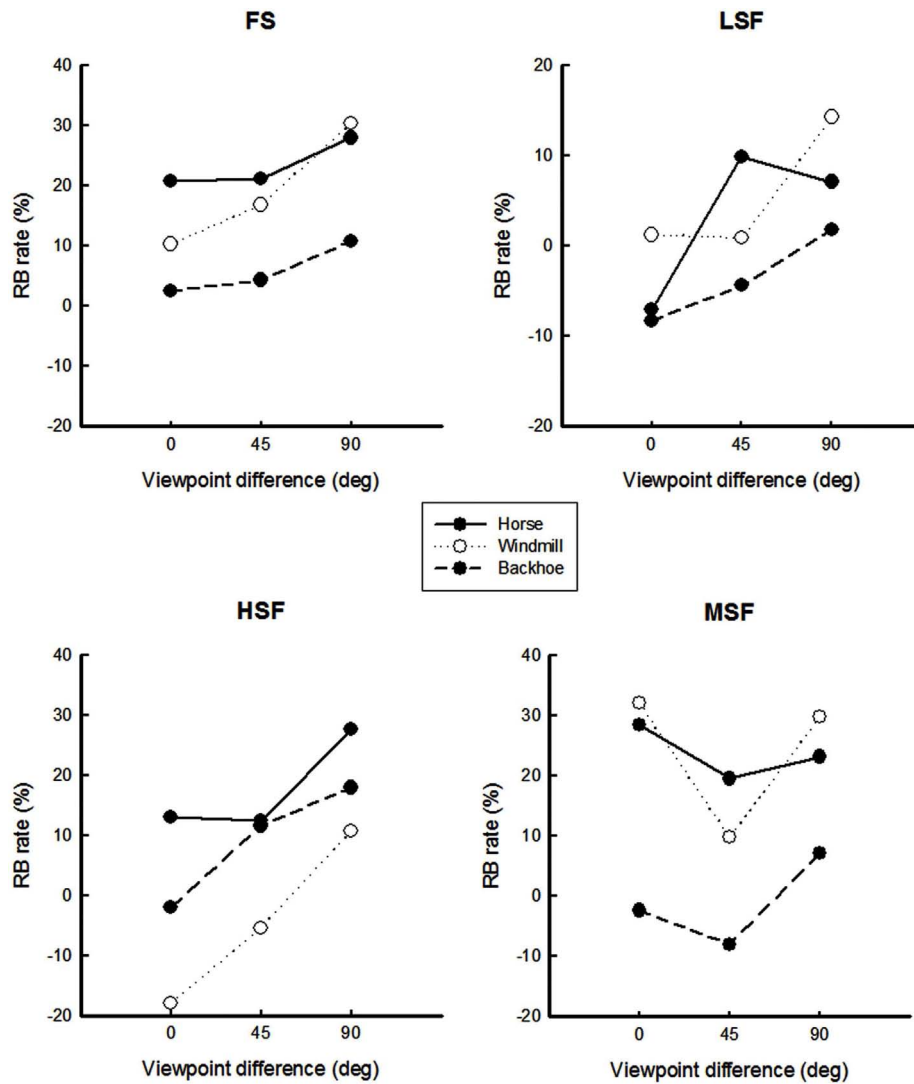 FS
40
30
20
10
0
-10
-20
RB rate (%)
0 45 90
Viewpoint difference (deg)
LSF
20
10
0
-10
-20
RB rate (%)
0 45 90
Viewpoint difference (deg)
Horse
Windmill
Backhoe
HSF
40
30
20
10
0
-10
-20
RB rate (%)
0 45 90
Viewpoint difference (deg)
MSF
40
30
20
10
0
-10
-20
RB rate (%)
0 45 90
Viewpoint difference (deg)